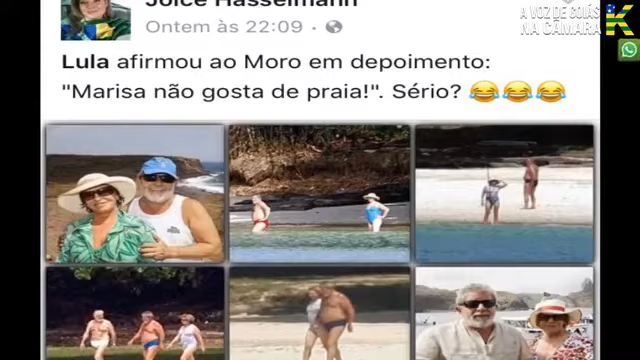 Joice Hasselmann
Ontem às 22:09 ·
Lula afirmou ao Moro em depoimento:
"Marisa não gosta de praia!". Sério? 😂😂😂
A VOZ DE GOIÁS
NA CÂMARA
K